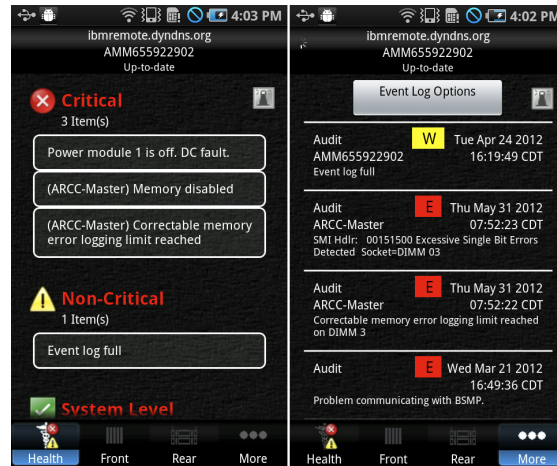 4:03 PM
ibmremote.dyndns.org
AMM655922902
Up-to-date
Critical
3 Item(s)
Power module 1 is off. DC fault.
(ARCC-Master) Memory disabled
(ARCC-Master) Correctable memory
error logging limit reached
Non-Critical
1 Item(s)
Event log full
System Level
Health Front Rear More
4:02 PM
ibmremote.dyndns.org
AMM655922902
Up-to-date
Event Log Options
Audit W Tue Apr 24 2012
AMM655922902 16:19:49 CDT
Event log full
Audit E Thu May 31 2012
ARCC-Master 07:52:23 CDT
SMI Hdlr: 00151500 Excessive Single Bit Errors
Detected Socket=DIMM 03
Audit E Thu May 31 2012
ARCC-Master 07:52:22 CDT
Correctable memory error logging limit reached
on DIMM 3
Audit E Wed Mar 21 2012
16:49:36 CDT
Problem communicating with BSMP.
Health Front Rear More